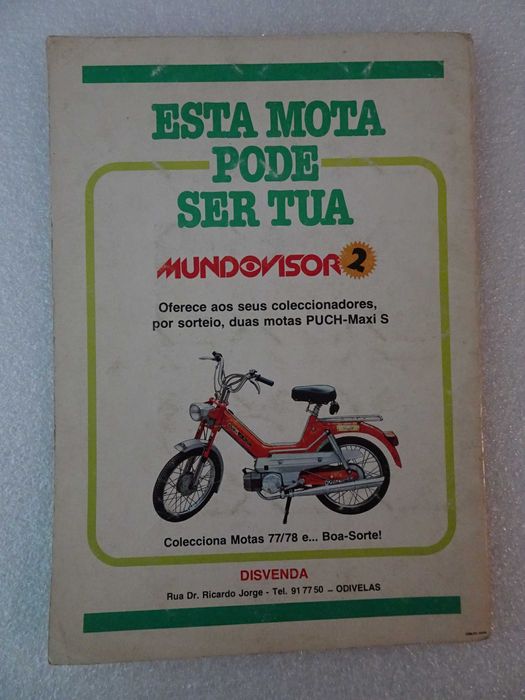 ESTA MOTA
PODE
SER TUA
MUNDOVISOR 2
Oferece aos seus coleccionadores,
por sorteio, duas motas PUCH-Maxi S
Colecciona Motas 77/78 e... Boa-Sorte!
DISVENDA
Rua Dr. Ricardo Jorge - Tel. 91 77 50 – ODIVELAS